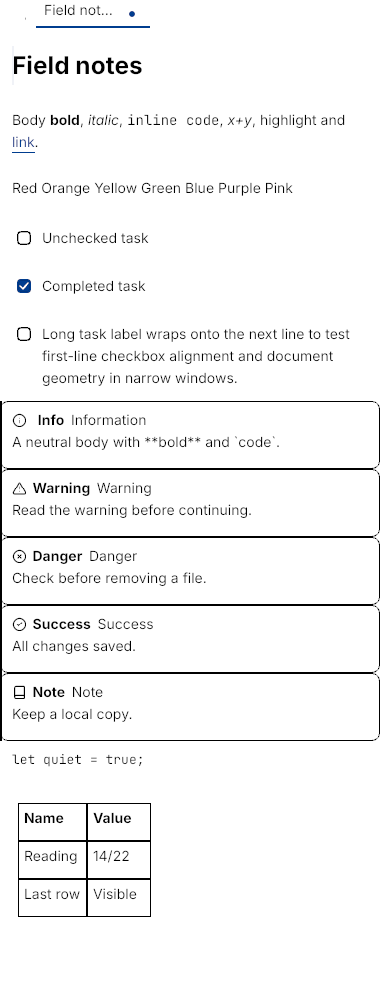 Field not...
Field notes
Body bold, italic, inline code, x+y, highlight and
link.
Red Orange Yellow Green Blue Purple Pink
Unchecked task
Completed task
Long task label wraps onto the next line to test
first-line checkbox alignment and document
geometry in narrow windows.
Info Information
A neutral body with **bold** and `code`.
Warning Warning
Read the warning before continuing.
Danger Danger
Check before removing a file.
Success Success
All changes saved.
Note Note
Keep a local copy.
let quiet = true;
Name Value
Reading 14/22
Last row Visible